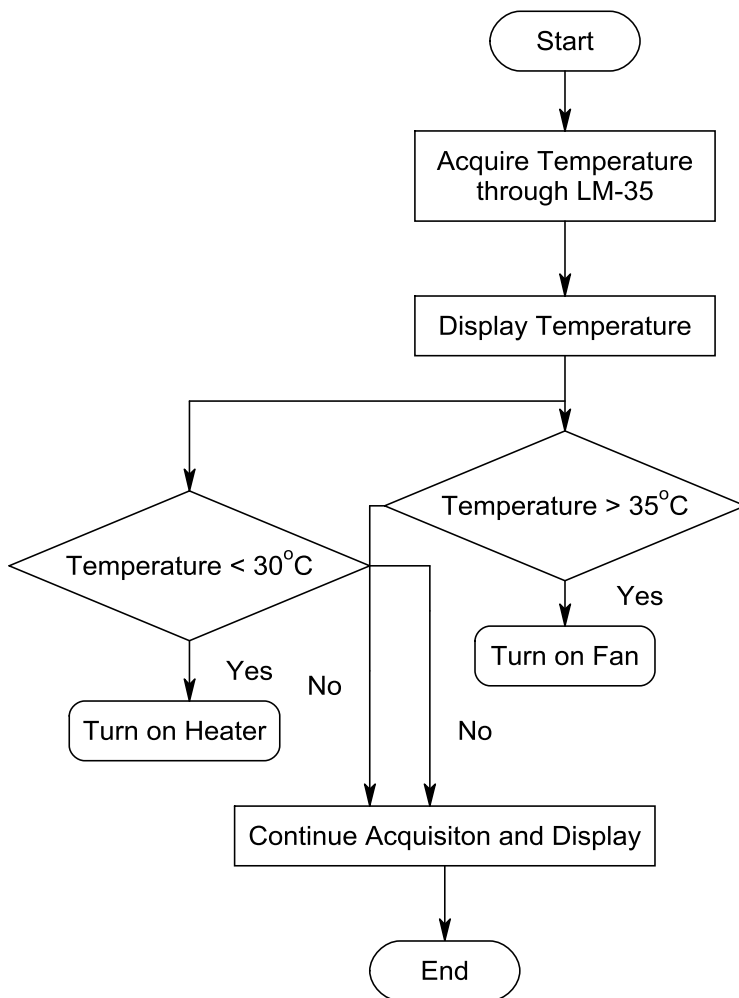 Start
Acquire Temperature
through LM-35
Display Temperature
Temperature > 35°C
Temperature < 30°C
Yes
Turn on Fan
Yes
No
Turn on Heater
No
Continue Acquisiton and Display
End